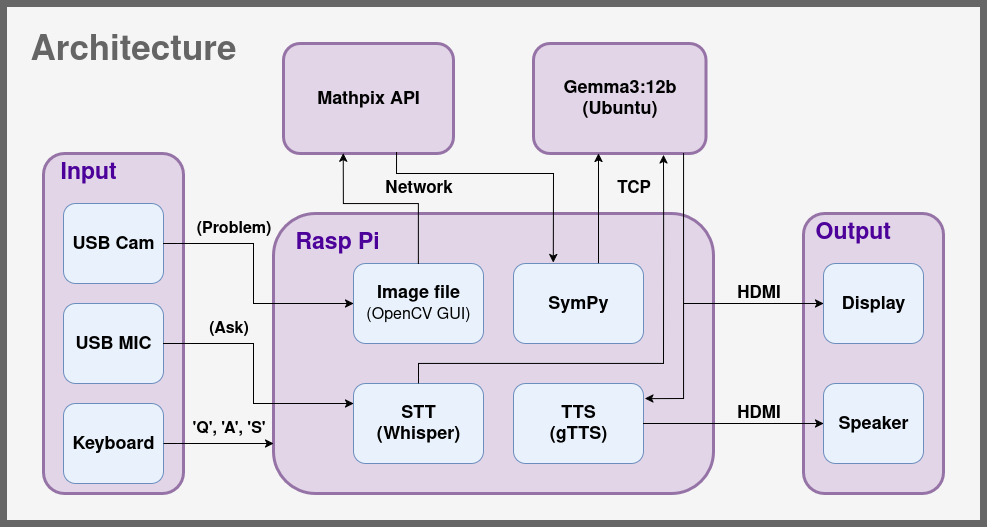 Architecture
Mathpix API
Gemma3:12b
(Ubuntu)
Input
USB Cam
USB MIC
Keyboard
(Problem)
(Ask)
'Q', 'A', 'S'
Network
TCP
Rasp Pi
Image file
(OpenCV GUI)
SymPy
STT
(Whisper)
TTS
(gTTS)
HDMI
HDMI
Output
Display
Speaker